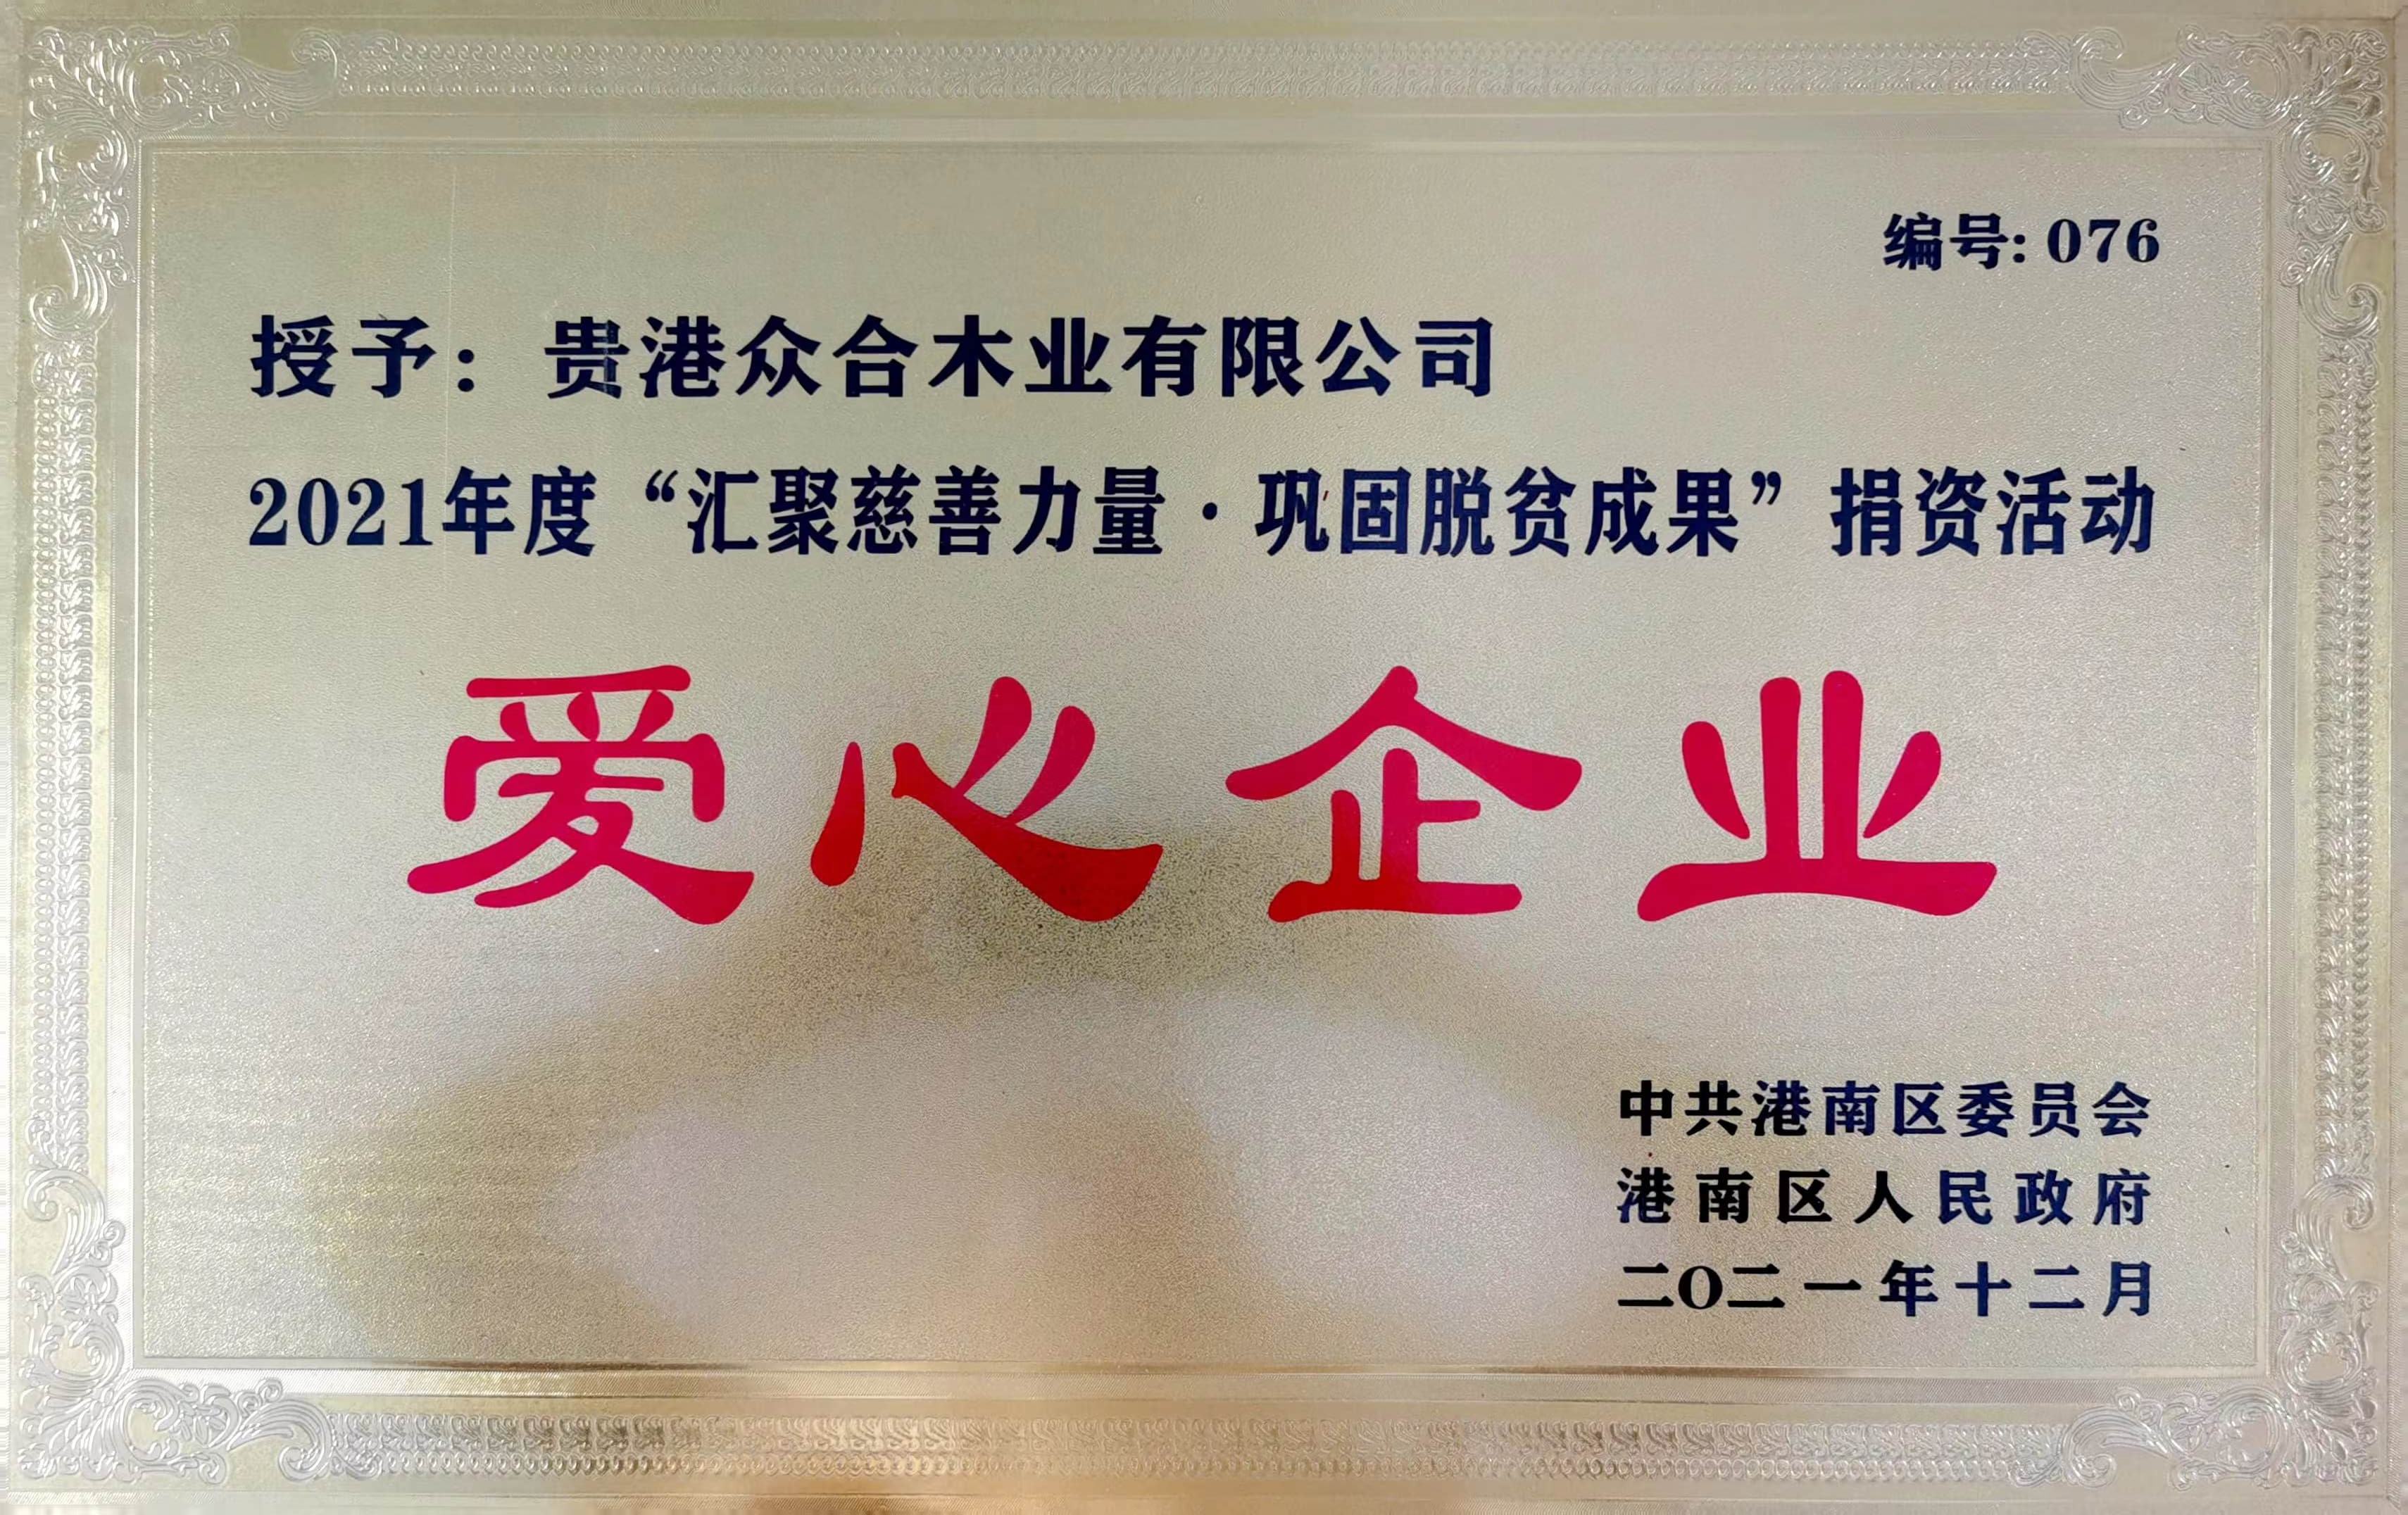 编号: 076
授予：贵港众合木业有限公司
2021年度“汇聚慈善力量·巩固脱贫成果”捐资活动
爱心企业
中共港南区委员会
港南区人民政府
二〇二一年十二月